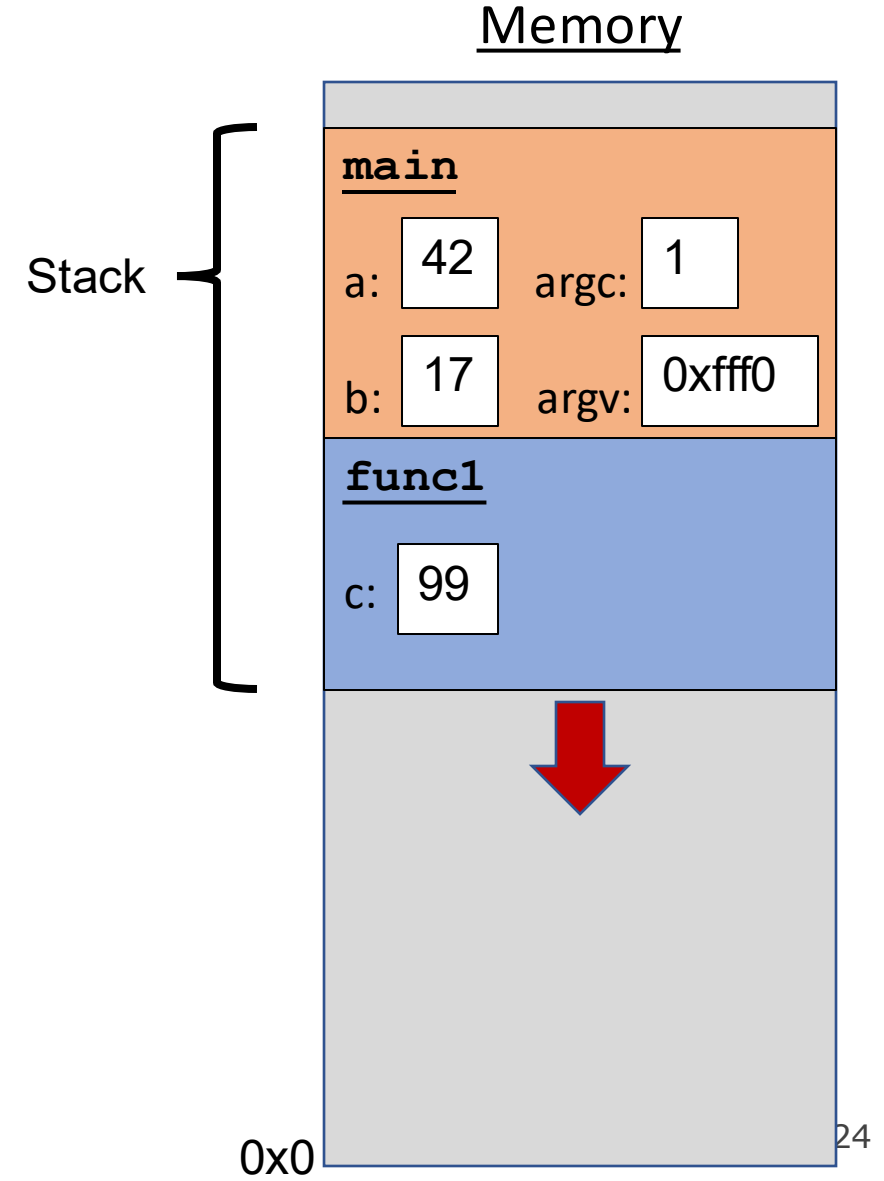 Memory
main
Stack
a: 42 argc: 1
b: 17 argv: 0xfff0
func1
c: 99
24
0x0